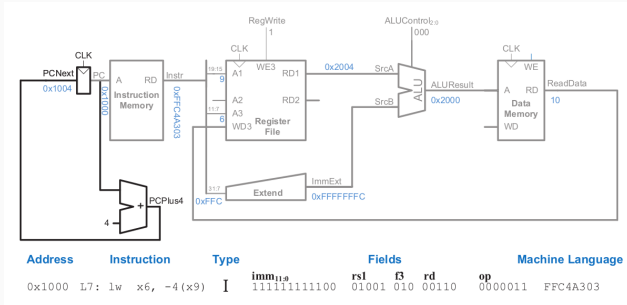 RegWrite
1
ALUControl2:0
000
CLK
PCNext
0x1004
PC
0x1000
A
RD
Instruction
Memory
Instr
0xFFC4A303
19:15
9
11:7
6
31:7
0xFFC
CLK
WE3
A1
RD1
A2
RD2
A3
WD3
Register
File
0x2004
SrcA
SrcB
ALU
ALUResult
0x2000
CLK
WE
A
RD
Data
Memory
WD
ReadData
10
Extend
ImmExt
0xFFFFFFFC
+
4
PCPlus4
Address Instruction Type Fields Machine Language
imm11:0 rs1 f3 rd op
0x1000 L7: lw x6, -4(x9) I 111111111100 01001 010 00110 0000011 FFC4A303